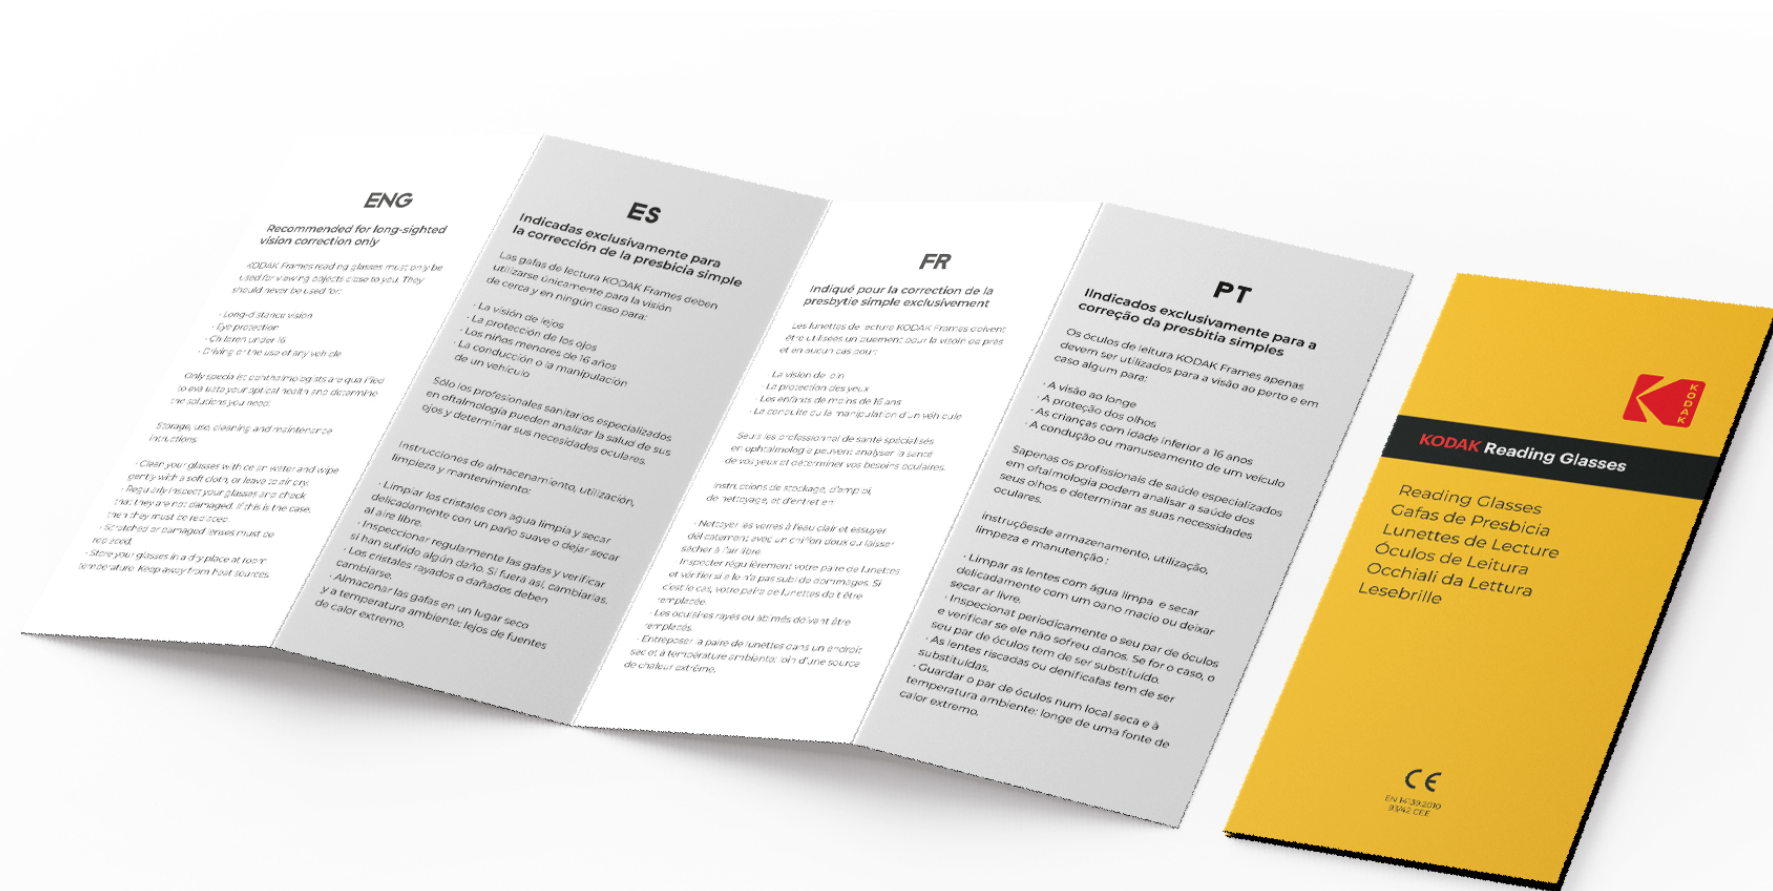 ENG
Recommended for long-sighted
vision correction only
KODAK Frames reading glasses must only be
used for viewing objects close to you. They
should never be used for:
· Long-distance vision
· Eye protection
· Children under 16
· Driving or the use of any vehicle
Only specialist ophthalmologists are qualified
to evaluate your optical health and determine
the solutions you need.
Storage, use, cleaning and maintenance
intructions.
· Clean your glasses with clean water and wipe
gently with a soft cloth, or leave to air dry.
· Regularly inspect your glasses and check
that they are not damaged. If this is the case,
then they must be replaced.
· Scratched or damaged lenses must be
replaced.
· Store your glasses in a dry place at room
temperature. Keep away from heat sources.
ES
Indicadas exclusivamente para
la corrección de la presbicia simple
Las gafas de lectura KODAK Frames deben
utilizarse únicamente para la visión
de cerca y en ningún caso para:
· La visión de lejos
· La protección de los ojos
· Los niños menores de 16 años
· La conducción o la manipulación
de un vehículo
Sólo los profesionales sanitarios especializados
en oftalmología pueden analizar la salud de sus
ojos y determinar sus necesidades oculares.
Instrucciones de almacenamiento, utilización,
limpieza y mantenimiento:
· Limpiar los cristales con agua limpia y secar
delicadamente con un paño suave o dejar secar
al aire libre.
· Inspeccionar regularmente las gafas y verificar
si han sufrido algún daño. Si fuera así, cambiarlas.
· Los cristales rayados o dañados deben
cambiarse.
· Almacenar las gafas en un lugar seco
y a temperatura ambiente: lejos de fuentes
de calor extremo.
FR
Indiqué pour la correction de la
presbytie simple exclusivement
Les lunettes de lecture KODAK Frames doivent
être utilisées uniquement pour la visoin de près
et en aucun cas pour:
· La vision de loin
· La protection des yeux
· Les enfants de moins de 16 ans
· La conduite ou la manipulation d'un véhicule
Seuls les professionnal de santé spécialisés
en ophtalmologie peuvent analyser la santé
de vos yeux et déterminer vos besoins oculaires.
Instructions de stockage, d'emploi,
de nettoyage, et d'entretien:
· Nettoyer les verres à l'eau clair et essuyer
délicatement avec un chiffon doux ou laisser
sécher à l'air libre.
· Inspecter régulièrement votre paire de lunettes
et vérifier si elle n'a pas subi de dommages. Si
c'est le cas, votre paire de lunettes doit être
remplacée.
· Les oculaires rayés ou abimés doivent être
remplacés.
· Entreposer la paire de lunettes dans un endroit
sec et à température ambiente: loin d'une source
de chaleur extrême.
PT
IIndicados exclusivamente para a
correção da presbitia simples
Os óculos de leitura KODAK Frames apenas
devem ser utilizados para a visão ao perto e em
caso algum para:
· A visão ao longe
· A proteção dos olhos
· As crianças com idade inferior a 16 anos
· A condução ou manuseamento de um veículo
Sapenas os profissionais de saúde especializados
em oftalmologia podem analisar a saúde dos
seus olhos e determinar as suas necessidades
oculares.
instruçõesde armazenamento, utilização,
limpeza e manutenção :
· Limpar as lentes com água limpa e secar
delicadamente com um oano macio ou deixar
secar ar livre.
· Inspecionat periodicamente o seu par de óculos
e verificar se ele não sofreu danos. Se for o caso, o
seu par de óculos tem de ser substituído.
· As lentes riscadas ou denificafas tem de ser
substituídas.
· Guardar o par de óculos num local seca e à
temperatura ambiente: longe de uma fonte de
calor extremo.
KODAK
KODAK Reading Glasses
Reading Glasses
Gafas de Presbicia
Lunettes de Lecture
Óculos de Leitura
Occhiali da Lettura
Lesebrille
CE
EN 14139:2010
93/42 CEE